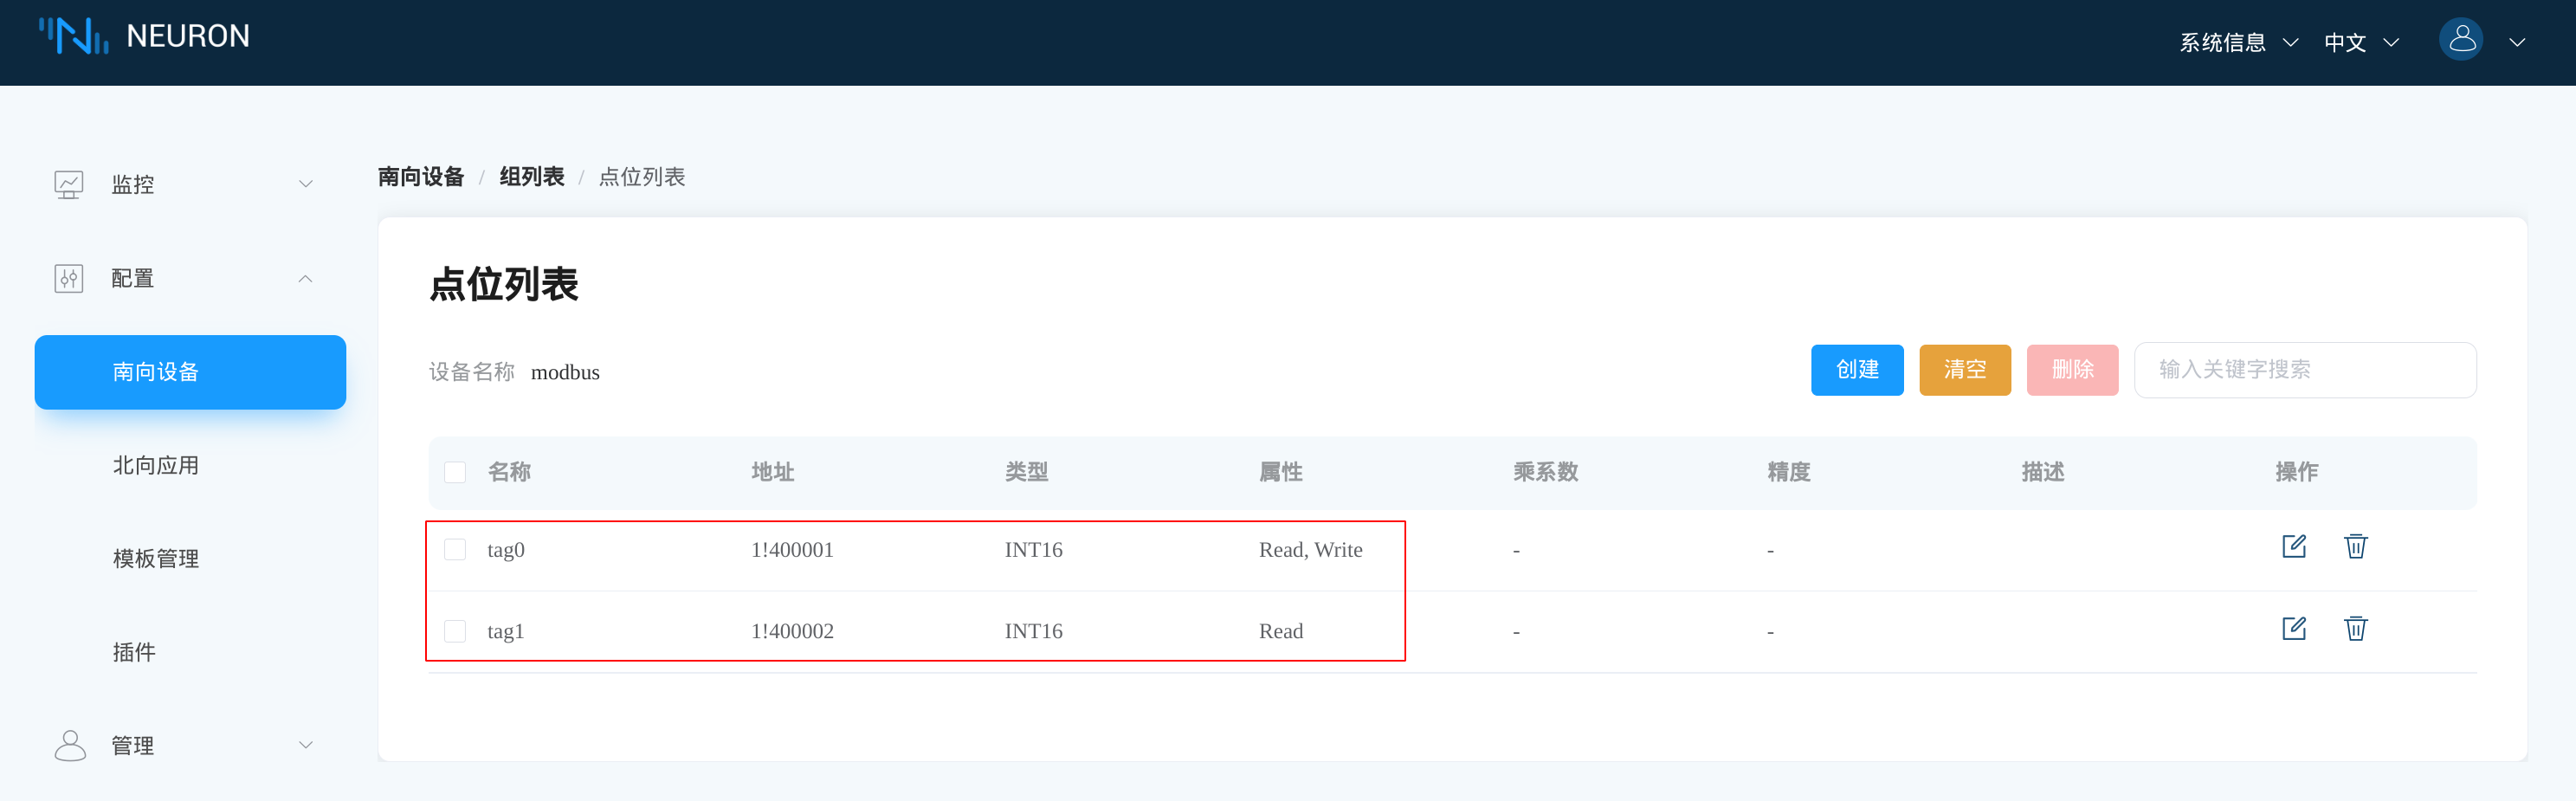 NEURON
系统信息 中文
监控
配置
南向设备
北向应用
模板管理
插件
管理
南向设备 / 组列表 / 点位列表
点位列表
设备名称 modbus
创建 清空 删除 输入关键字搜索
名称 地址 类型 属性 乘系数 精度 描述 操作
tag0 1!400001 INT16 Read, Write - -
tag1 1!400002 INT16 Read - -